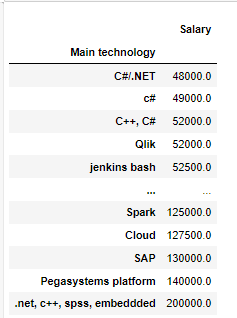 Salary
Main technology
C#/.NET 48000.0
c# 49000.0
C++, C# 52000.0
Qlik 52000.0
jenkins bash 52500.0
... ...
Spark 125000.0
Cloud 127500.0
SAP 130000.0
Pegasystems platform 140000.0
.net, c++, spss, embeddded 200000.0